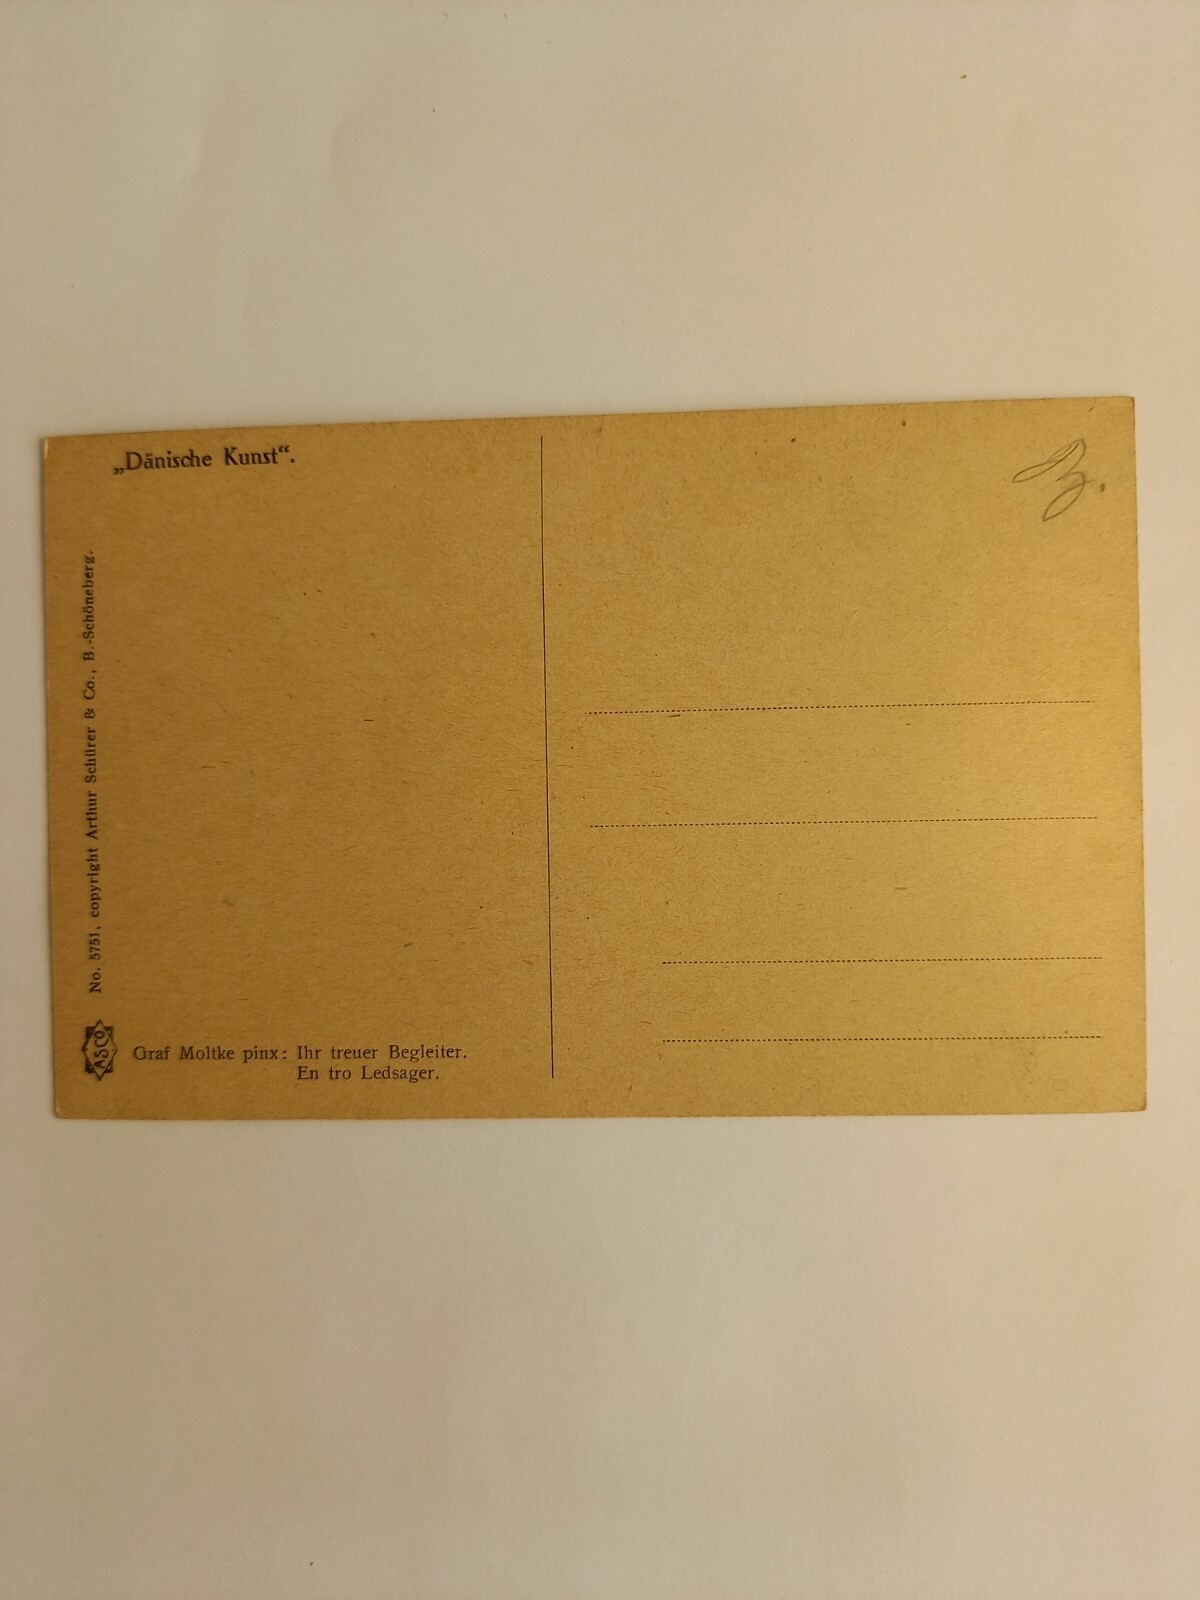 „Dänische Kunst“.
No. 5751, copyright Arthur Schürer & Co., B.-Schöneberg.
ASCO
Graf Moltke pinx: Ihr treuer Begleiter.
En tro Ledsager.